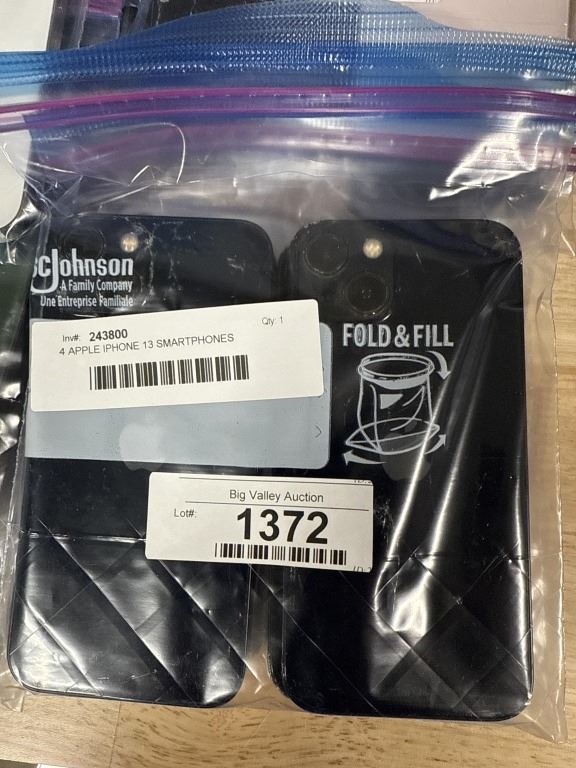 scJohnson
A Family Company
Une Entreprise Familiale
Inv#: 243800
Qty: 1
4 APPLE IPHONE 13 SMARTPHONES
FOLD & FILL
Big Valley Auction
Lot#: 1372